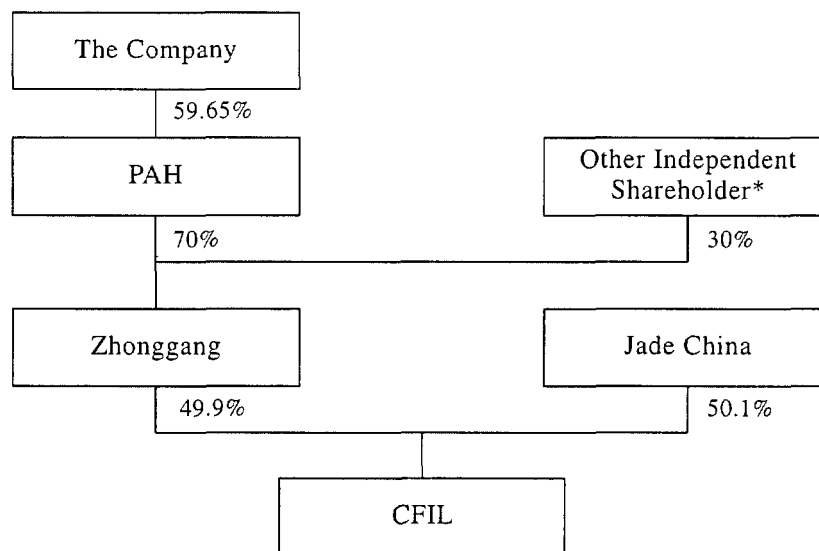 The Company
59.65%
PAH
Other Independent
Shareholder*
70%
30%
Zhonggang
Jade China
49.9%
50.1%
CFIL